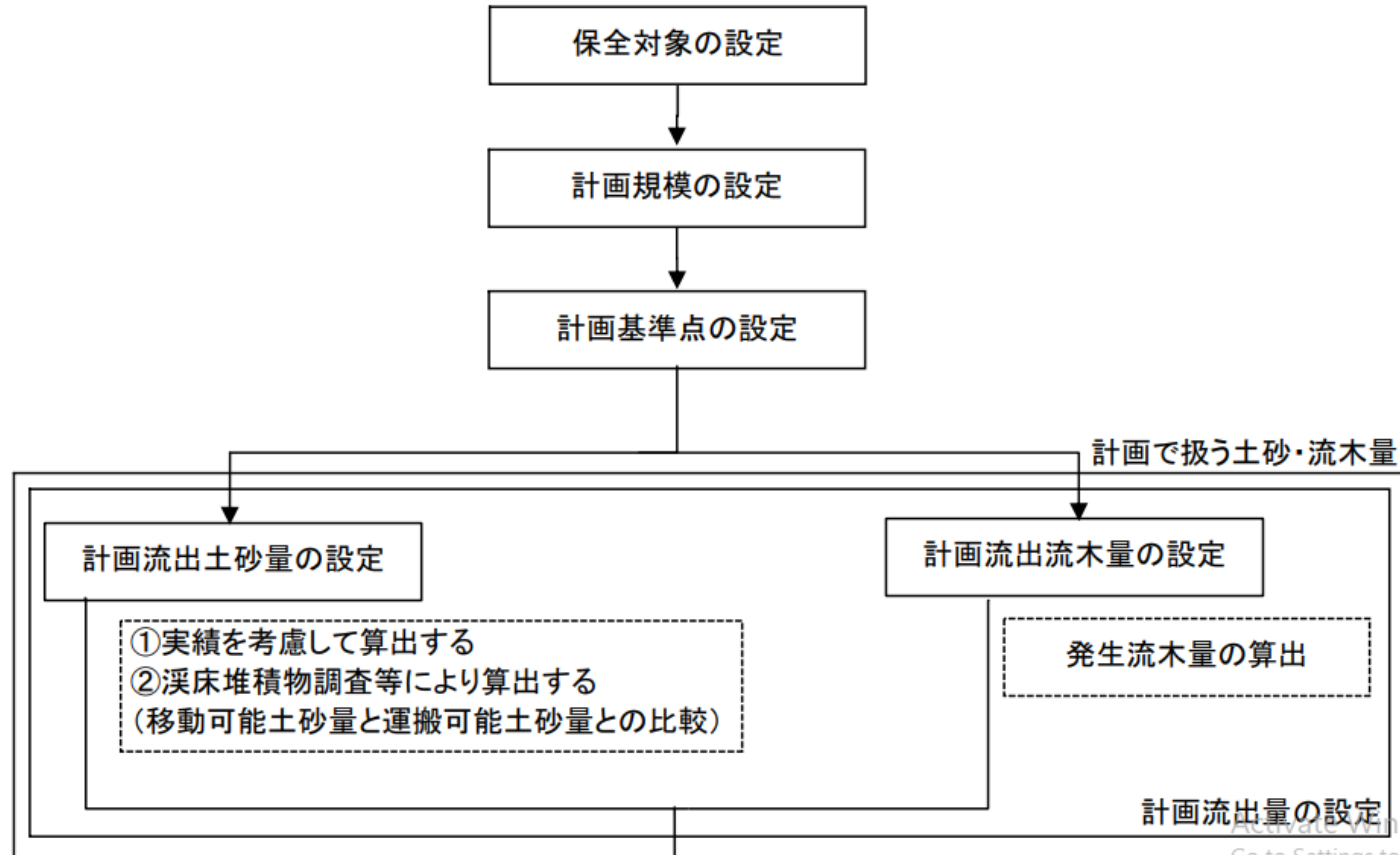 保全対象の設定
計画規模の設定
計画基準点の設定
計画で扱う土砂・流木量
計画流出土砂量の設定
計画流出流木量の設定
①実績を考慮して算出する
②渓床堆積物調査等により算出する
（移動可能土砂量と運搬可能土砂量との比較）
発生流木量の算出
計画流出量の設定
Activate Win
Go to Settings to